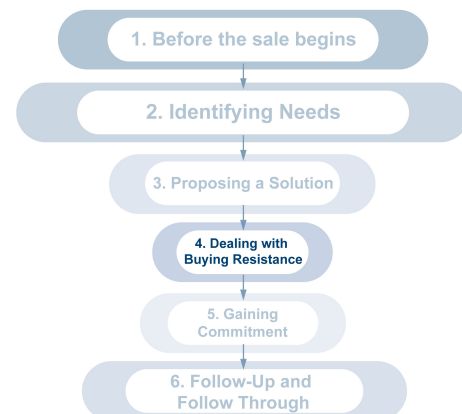 1. Before the sale begins
2. Identifying Needs
3. Proposing a Solution
4. Dealing with
Buying Resistance
5. Gaining
Commitment
6. Follow-Up and
Follow Through